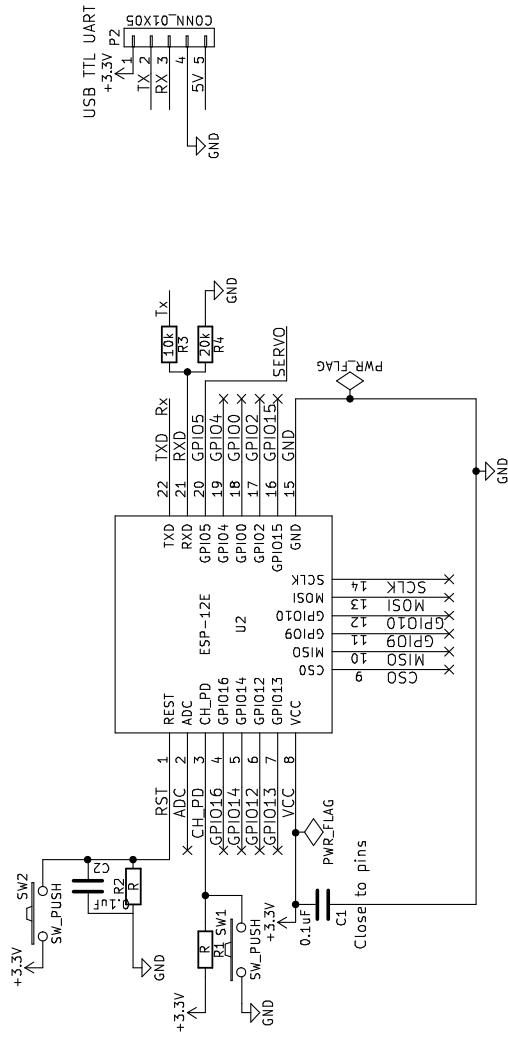 USB TTL UART
P2
CONN_01X05
+3.3V
1
TX 2
RX 3
4
5V 5
GND
Tx
10k
R3
20k
R4
GND
SERVO
PWR_FLAG
GND
22 TXD Rx
21 RXD
20 GPIO5
19 GPIO4
18 GPIO0
17 GPIO2
16 GPIO15
15 GND
TXD
RXD
GPIO5
GPIO4
GPIO0
GPIO2
GPIO15
GND
ESP-12E
U2
SCLK
MOSI
GPIO10
GPIO9
MISO
CS0
14 SCLK
13 MOSI
12 GPIO10
11 GPIO9
10 MISO
9 CSO
REST
ADC
CH_PD
GPIO16
GPIO14
GPIO12
GPIO13
VCC
RST 1
ADC 2
CH_PD 3
GPIO16 4
GPIO14 5
GPIO12 6
GPIO13 7
VCC 8
PWR_FLAG
SW2
SW_PUSH
+3.3V
C2
0.1uF
R2
R
GND
+3.3V
R
R1
SW1
SW_PUSH
GND
+3.3V
0.1uF
C1
Close to pins